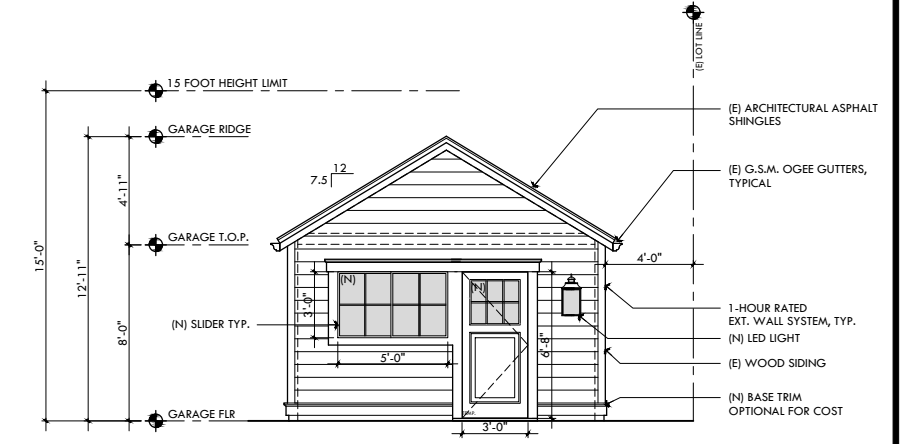 (E) LOT LINE
15 FOOT HEIGHT LIMIT
(E) ARCHITECTURAL ASPHALT
SHINGLES
GARAGE RIDGE
12
7.5
(E) G.S.M. OGEE GUTTERS,
TYPICAL
4'-11"
GARAGE T.O.P.
15'-0"
12'-11"
4'-0"
(N)
(N)
3'-0"
1-HOUR RATED
EXT. WALL SYSTEM, TYP.
(N) SLIDER TYP.
8'-0"
(N) LED LIGHT
5'-0"
6'-8"
(E) WOOD SIDING
(N) BASE TRIM
OPTIONAL FOR COST
GARAGE FLR
3'-0"